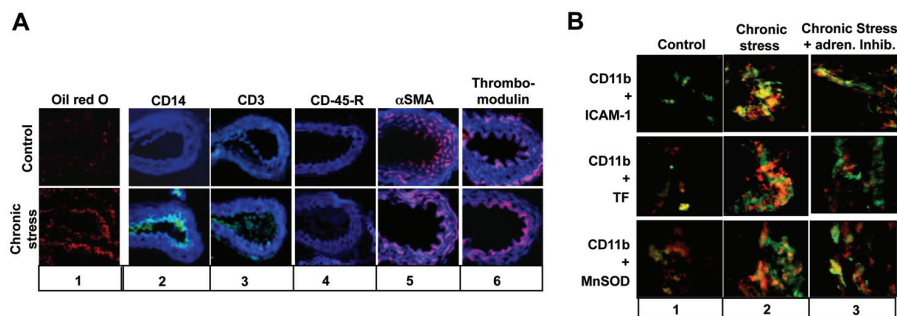 A
Oil red O
CD14
CD3
CD-45-R
αSMA
Thrombo-
modulin
Control
Chronic
stress
1
2
3
4
5
6
B
Control
Chronic
stress
Chronic Stress
+ adren. Inhib.
CD11b
+
ICAM-1
CD11b
+
TF
CD11b
+
MnSOD
1
2
3